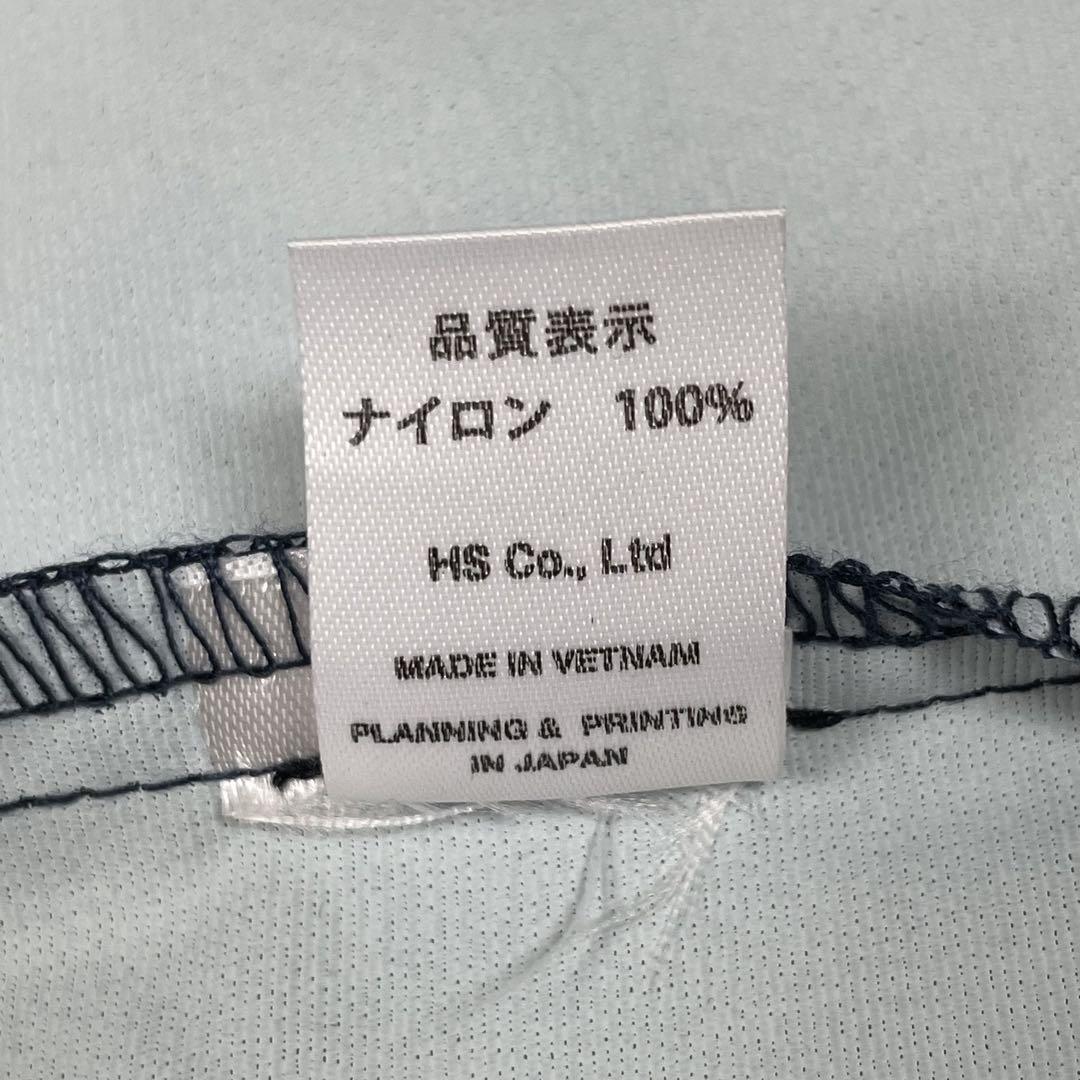 品質表示
ナイロン 100%
HS Co., Ltd
MADE IN VETNAM
PLANNING & PRINTING
IN JAPAN